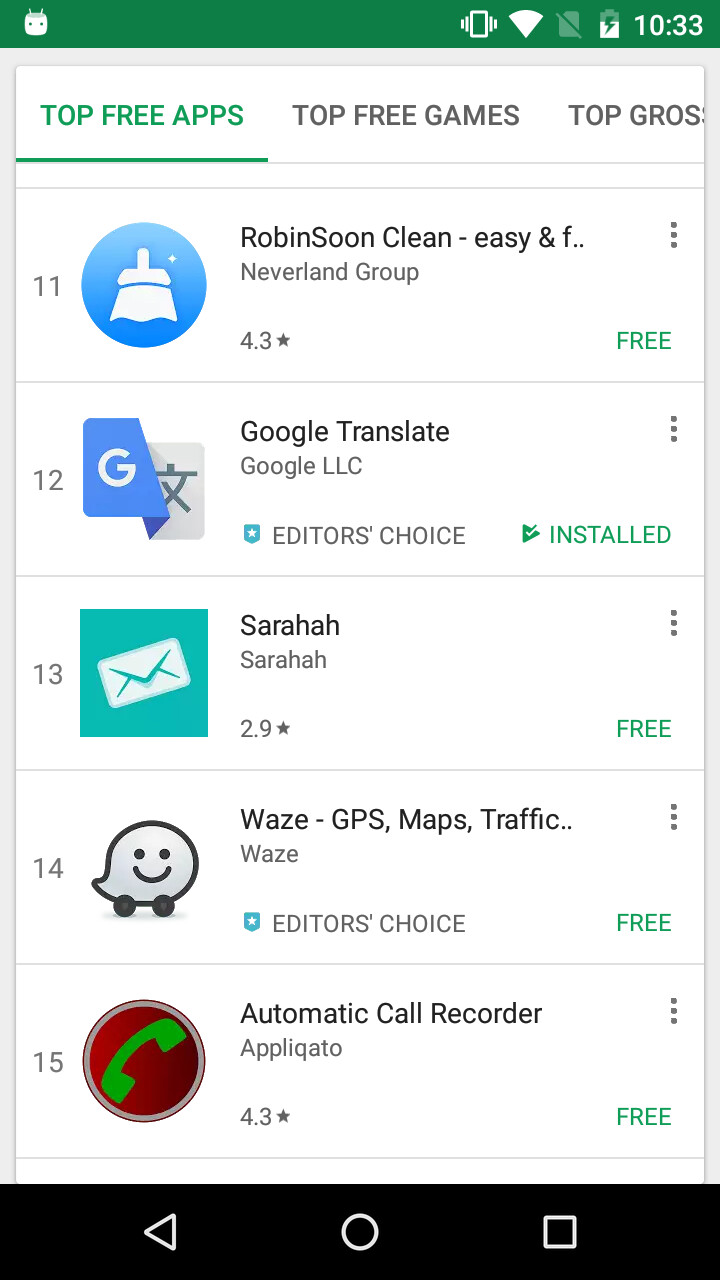 10:33
TOP FREE APPS TOP FREE GAMES TOP GROSS
11
RobinSoon Clean - easy & f..
Neverland Group
4.3 ★ FREE
12
Google Translate
Google LLC
EDITORS' CHOICE INSTALLED
G 文
13
Sarahah
Sarahah
2.9 ★ FREE
14
Waze - GPS, Maps, Traffic..
Waze
EDITORS' CHOICE FREE
15
Automatic Call Recorder
Appliqato
4.3 ★ FREE